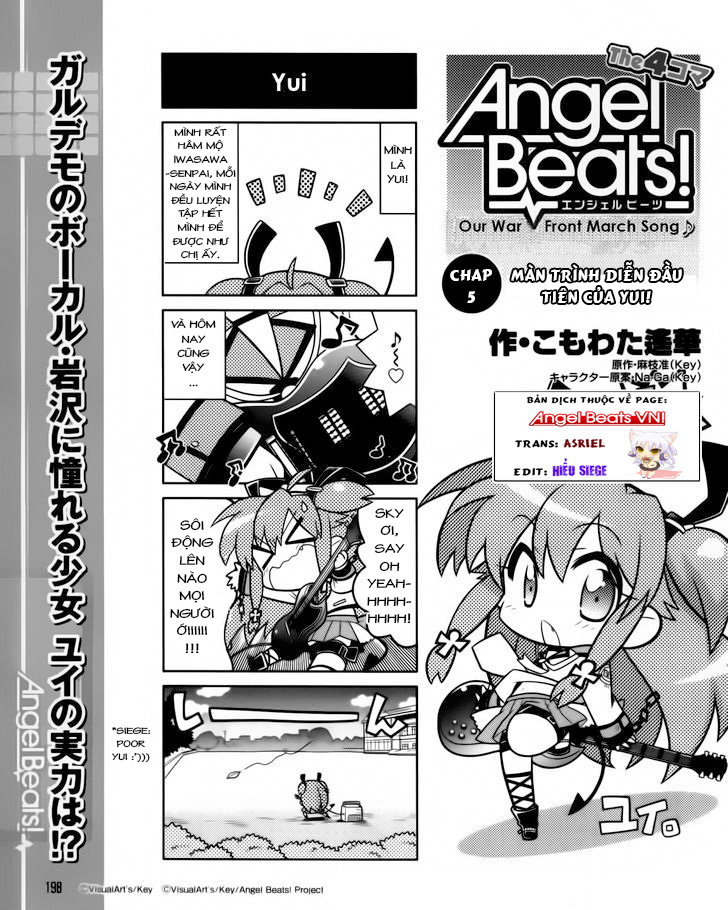 The 4コマ
Angel
Beats!
エンジェルビーツ
Our War Front March Song♪
CHAP
5
MÀN TRÌNH DIỄN ĐẦU
TIÊN CỦA YUI!
作・こもわた遙華
原作・麻枝准(Key)
キャラクター原案・Na-Ga(Key)
BẢN DỊCH THUỘC VỀ PAGE:
Angel Beats VN!
TRANS: ASRIEL
EDIT: HIẾU SIEGE
ユイ。
Yui
MÌNH
LÀ
YUI!
MÌNH RẤT
HÂM MỘ
IWASAWA
-SENPAI, MỖI
NGÀY MÌNH
ĐỀU LUYỆN
TẬP HẾT
MÌNH ĐỂ
ĐƯỢC NHƯ
CHỊ ẤY.
VÀ HÔM
NAY
CŨNG
VẬY
...
SKY
ƠI,
SAY
OH
YEAH-
HHHH-
HHHH!
SÔI
ĐỘNG
LÊN
NÀO
MỌI
NGƯỜI
ỚIIIIII
!!!
し―ん
"SIEGE:
POOR
YUI :")))
ガルデモのボーカル・岩沢に憧れる少女 ユイの実力は!?
Angel Beats!
198
©VisualArt's/Key ©VisualArt's/Key/Angel Beats! Project